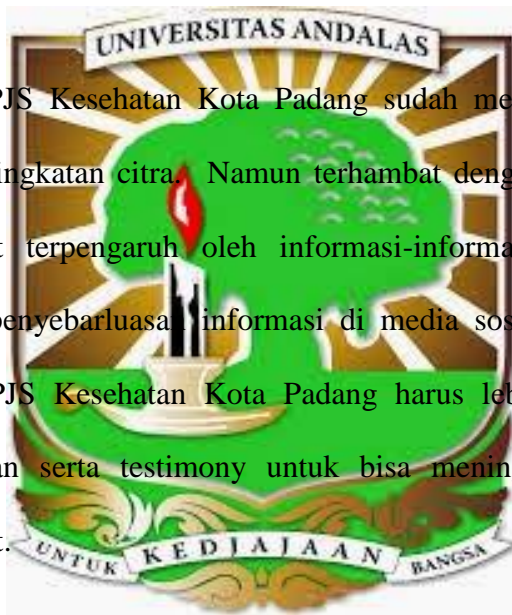 UNIVERSITAS ANDALAS
PJS Kesehatan Kota Padang sudah me
ingkatan citra. Namun terhambat deng
t terpengaruh oleh informasi-informa
penyebarluasan informasi di media sos
PJS Kesehatan Kota Padang harus leb
an serta testimony untuk bisa menin
t.
UNTUK KEDJAJAAN BANGSA